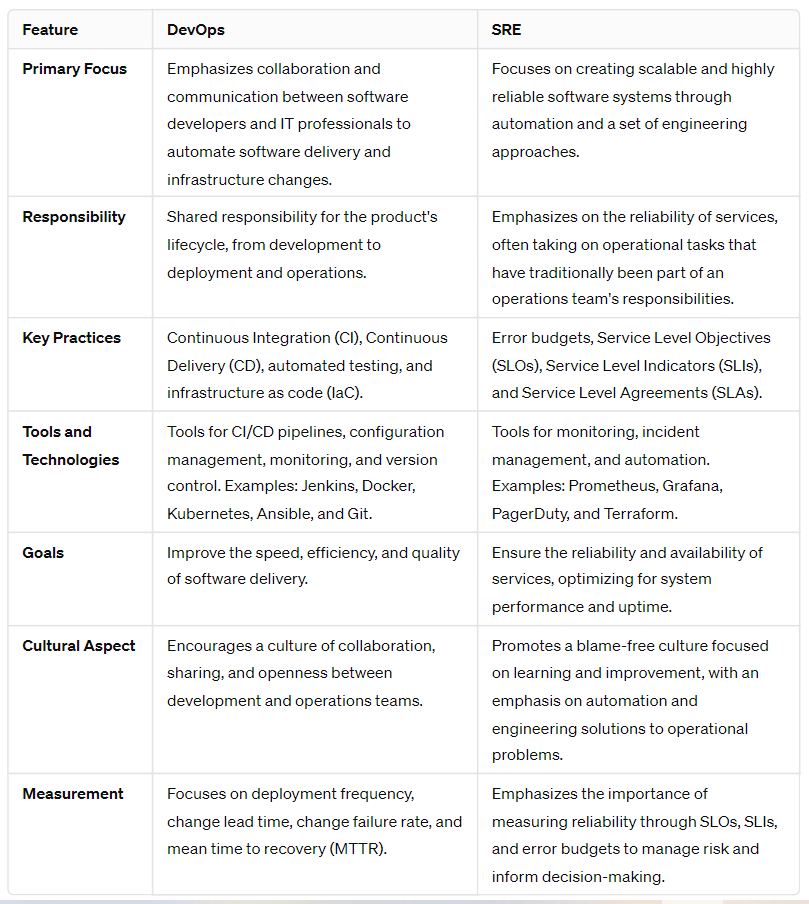 Feature DevOps SRE
Primary Focus
Emphasizes collaboration and
communication between software
developers and IT professionals to
automate software delivery and
infrastructure changes.
Focuses on creating scalable and highly
reliable software systems through
automation and a set of engineering
approaches.
Responsibility
Shared responsibility for the product's
lifecycle, from development to
deployment and operations.
Emphasizes on the reliability of services,
often taking on operational tasks that
have traditionally been part of an
operations team's responsibilities.
Key Practices
Continuous Integration (CI), Continuous
Delivery (CD), automated testing, and
infrastructure as code (IaC).
Error budgets, Service Level Objectives
(SLOs), Service Level Indicators (SLIs),
and Service Level Agreements (SLAs).
Tools and
Technologies
Tools for CI/CD pipelines, configuration
management, monitoring, and version
control. Examples: Jenkins, Docker,
Kubernetes, Ansible, and Git.
Tools for monitoring, incident
management, and automation.
Examples: Prometheus, Grafana,
PagerDuty, and Terraform.
Goals
Improve the speed, efficiency, and quality
of software delivery.
Ensure the reliability and availability of
services, optimizing for system
performance and uptime.
Cultural Aspect
Encourages a culture of collaboration,
sharing, and openness between
development and operations teams.
Promotes a blame-free culture focused
on learning and improvement, with an
emphasis on automation and
engineering solutions to operational
problems.
Measurement
Focuses on deployment frequency,
change lead time, change failure rate, and
mean time to recovery (MTTR).
Emphasizes the importance of
measuring reliability through SLOs, SLIs,
and error budgets to manage risk and
inform decision-making.